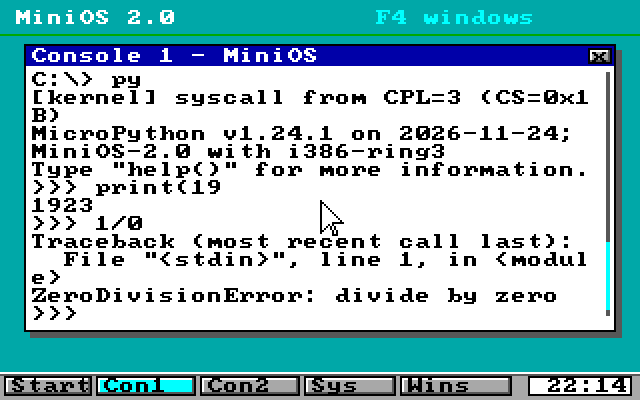 MiniOS 2.0 F4 windows
Console 1 - MiniOS
C:\> py
[kernel] syscall from CPL=3 (CS=0x1
B)
MicroPython v1.24.1 on 2026-11-24;
MiniOS-2.0 with i386-ring3
Type "help()" for more information.
>>> print(19
1923
>>> 1/0
Traceback (most recent call last):
  File "<stdin>", line 1, in <modul
e>
ZeroDivisionError: divide by zero
>>>
Start Con1 Con2 Sys Wins 22:14